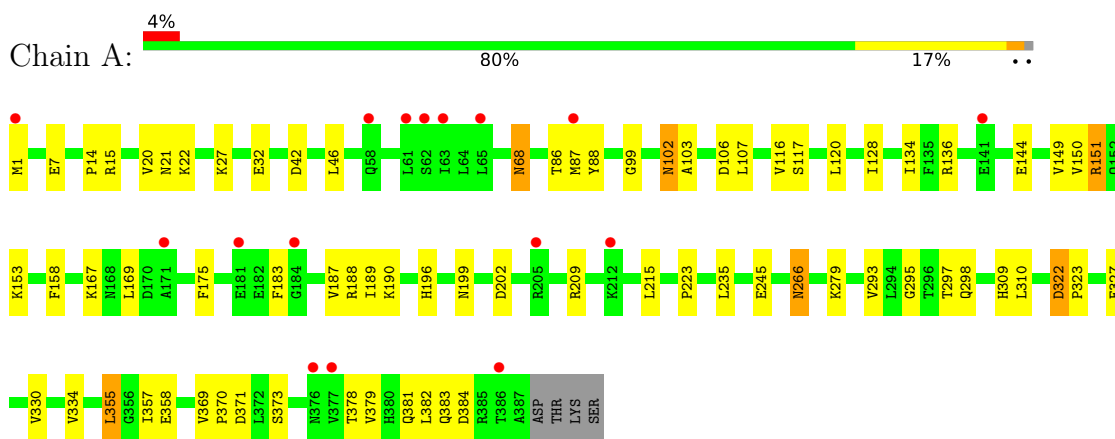 4%
Chain A:
80% 17% • •
M1 E7 P14 R15 V20 N21 K22 K27 E32 D42 L46 Q58 L61 S62 I63 L64 L65 N68 T86 M87 Y88 G99 N102 A103 D106 L107 V116 S117 L120 I128 I134 F135 R136 E141 E144 V149 V150 R151
K153 F158 K167 N168 L169 D170 A171 F175 E181 E182 F183 G184 V187 R188 I189 K190 H196 N199 D202 R205 R209 K212 L215 P223 L235 E245 N266 K279 V293 L294 G295 T296 T297 Q298 H309 L310 D322 P323
V330 V334 L355 G356 I357 E358 V369 P370 D371 L372 S373 N376 V377 T378 V379 H380 Q381 L382 Q383 D384 R385 T386 A387 ASP THR LYS SER